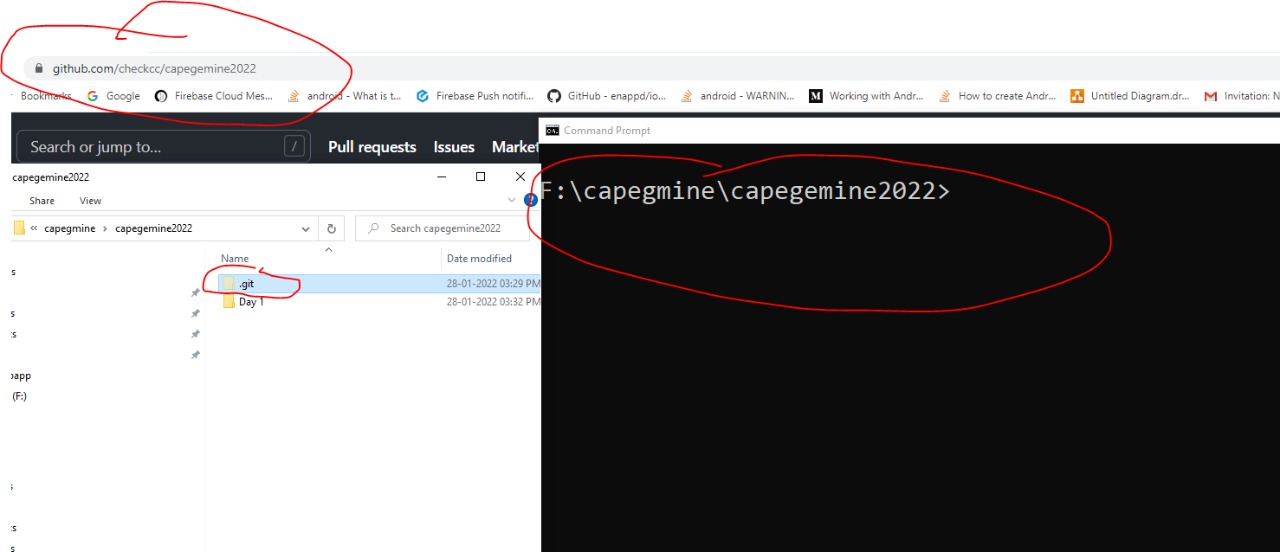 github.com/checkcc/capegemine2022
Bookmarks Google Firebase Cloud Mes... android - What is t... Firebase Push notifi... GitHub - enappd/io... android - WARNIN... Working with Andr... How to create Andr... Untitled Diagram.dr... Invitation: N
Search or jump to... / Pull requests Issues Market
Command Prompt
capegemine2022
F:\capegmine\capegemine2022>
Share View
« capegmine > capegemine2022
Search capegemine2022
Name Date modified
.git 28-01-2022 03:29 PM
Day 1 28-01-2022 03:32 PM
(F:)